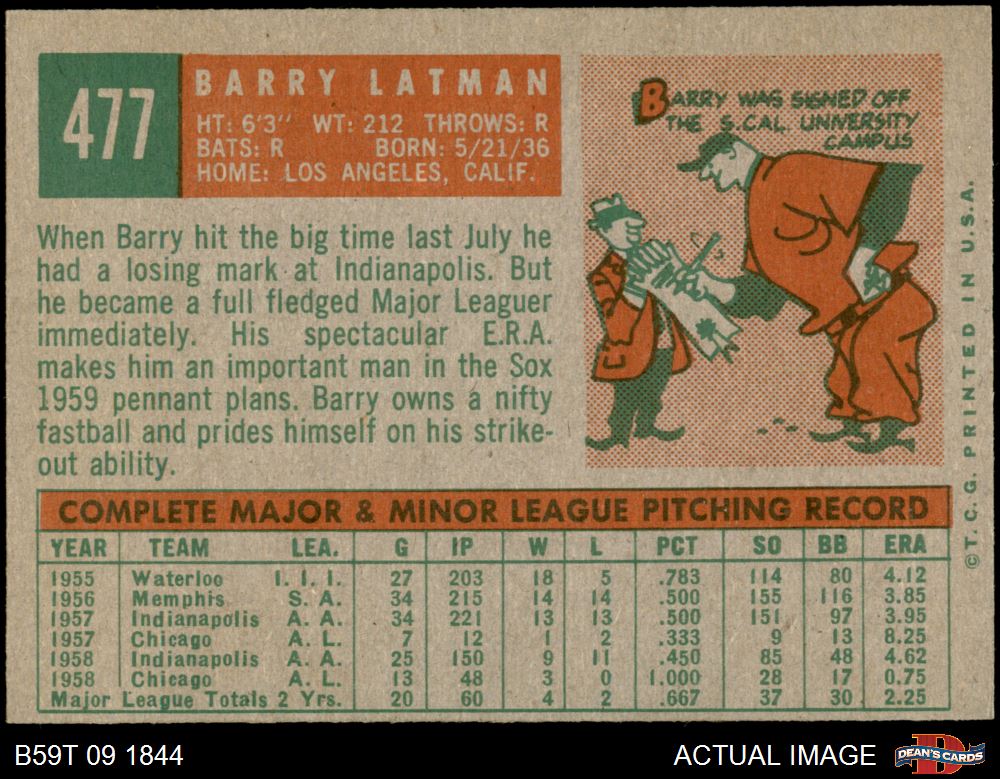 477
BARRY LATMAN
HT: 6'3" WT: 212 THROWS: R
BATS: R BORN: 5/21/36
HOME: LOS ANGELES, CALIF.
BARRY WAS SIGNED OFF
THE S. CAL. UNIVERSITY
CAMPUS
When Barry hit the big time last July he
had a losing mark at Indianapolis. But
he became a full fledged Major Leaguer
immediately. His spectacular E.R.A.
makes him an important man in the Sox
1959 pennant plans. Barry owns a nifty
fastball and prides himself on his strike-
out ability.
© T. C. G. PRINTED IN U.S.A.
COMPLETE MAJOR & MINOR LEAGUE PITCHING RECORD
YEAR TEAM LEA. G IP W L PCT SO BB ERA
1955 Waterloo I. I. I. 27 203 18 5 .783 114 80 4.12
1956 Memphis S. A. 34 215 14 14 .500 155 116 3.85
1957 Indianapolis A. A. 34 221 13 13 .500 151 97 3.95
1957 Chicago A. L. 7 12 1 2 .333 9 13 8.25
1958 Indianapolis A. A. 25 150 9 11 .450 85 48 4.62
1958 Chicago A. L. 13 48 3 0 1.000 28 17 0.75
Major League Totals 2 Yrs. 20 60 4 2 .667 37 30 2.25
B59T 09 1844
ACTUAL IMAGE
DEAN'S CARDS